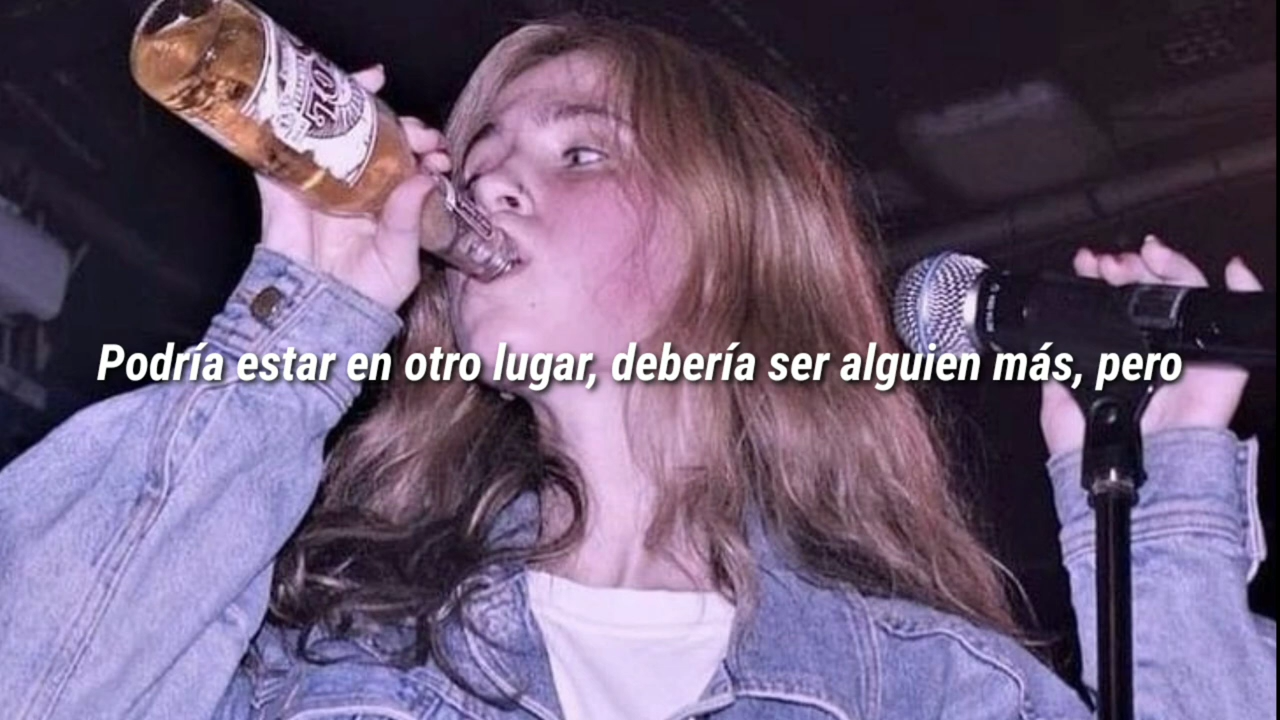 Podría estar en otro lugar, debería ser alguien más, pero